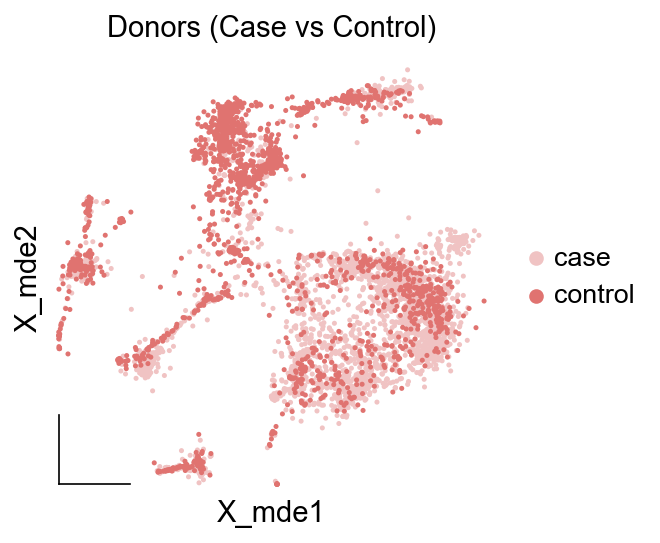 Donors (Case vs Control)
X_mde2
case
control
X_mde1